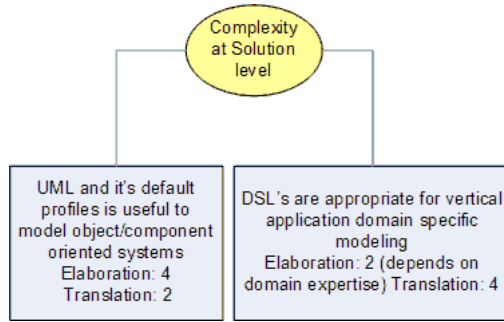 Complexity
at Solution
level
UML and it's default
profiles is useful to
model object/component
oriented systems
Elaboration: 4
Translation: 2
DSL's are appropriate for vertical
application domain specific
modeling
Elaboration: 2 (depends on
domain expertise) Translation: 4